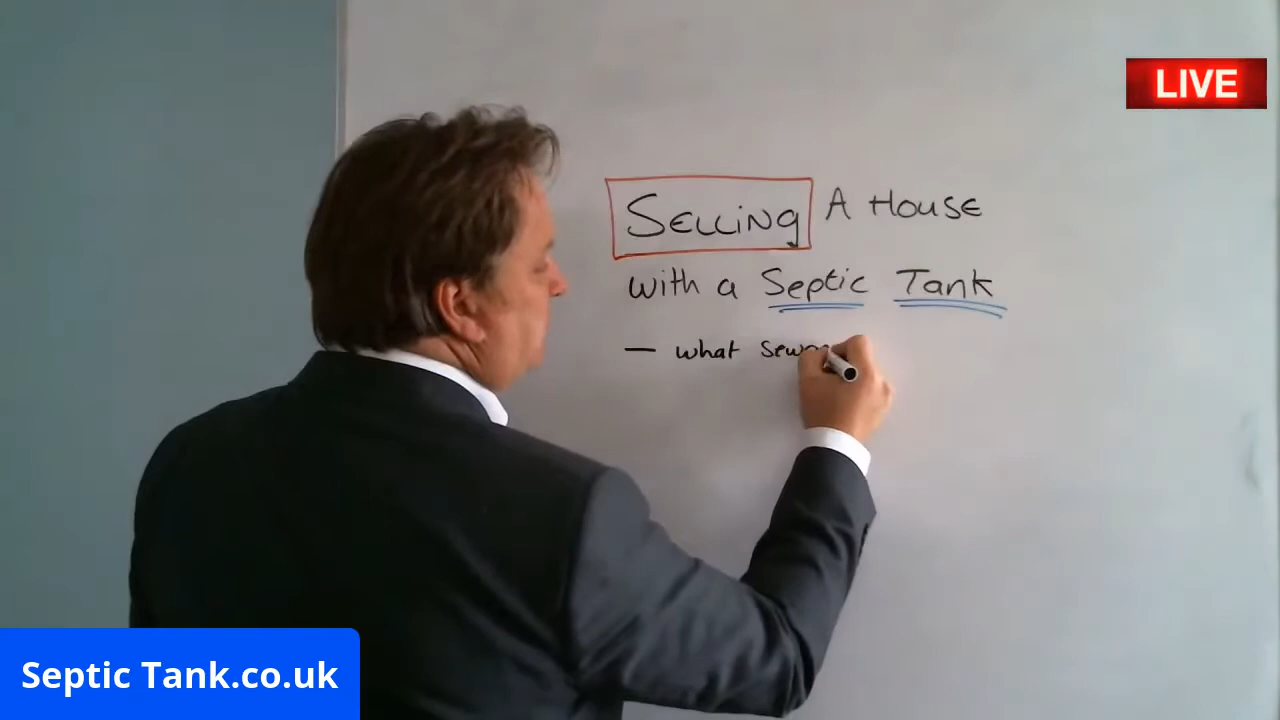 LIVE
SELLING A HOUSE
with a Septic Tank
— what
Septic Tank.co.uk